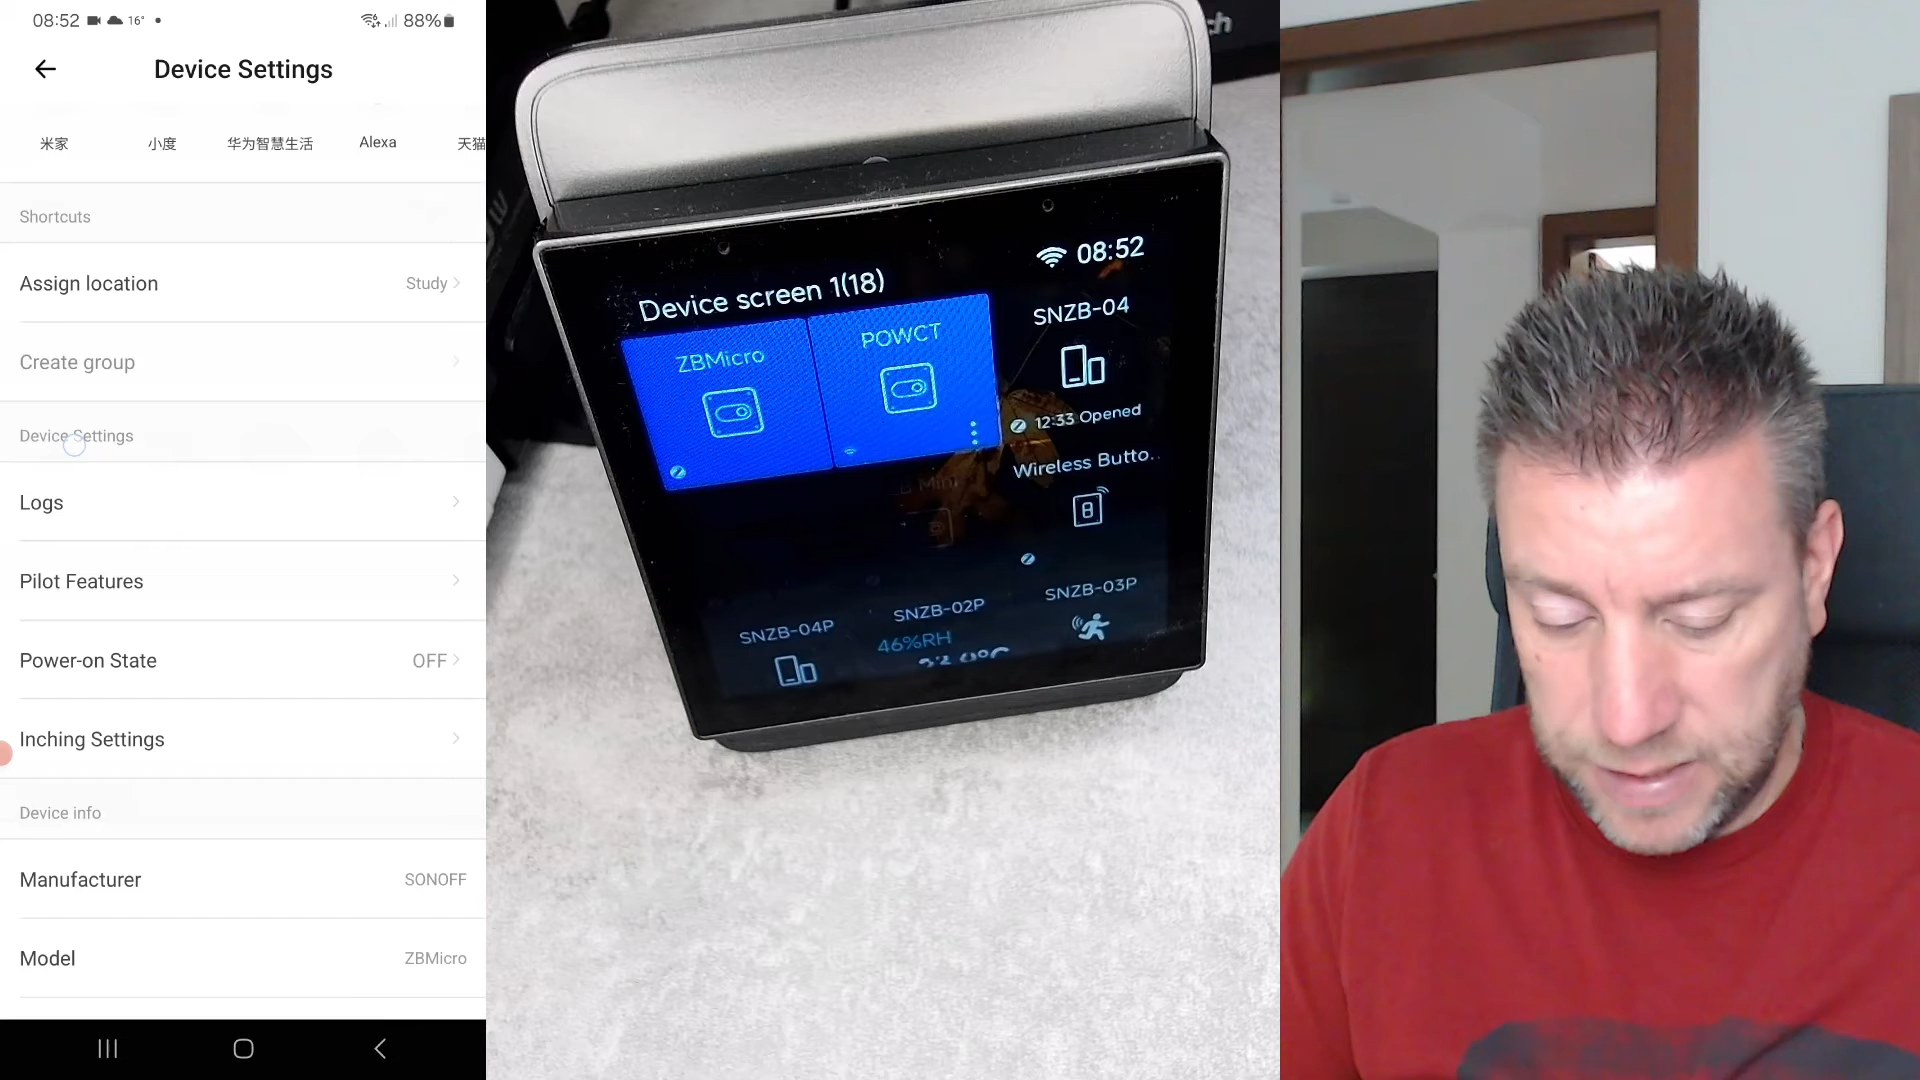 08:52 16° 88%
Device Settings
米家 小度 华为智慧生活 Alexa 天猫
Shortcuts
Assign location Study
Create group
Device Settings
Logs
Pilot Features
Power-on State OFF
Inching Settings
Device info
Manufacturer SONOFF
Model ZBMicro
08:52
Device screen 1(18)
ZBMicro
POWCT
SNZB-04
12:33 Opened
Wireless Butto..
SNZB-04P
SNZB-02P
46%RH
SNZB-03P